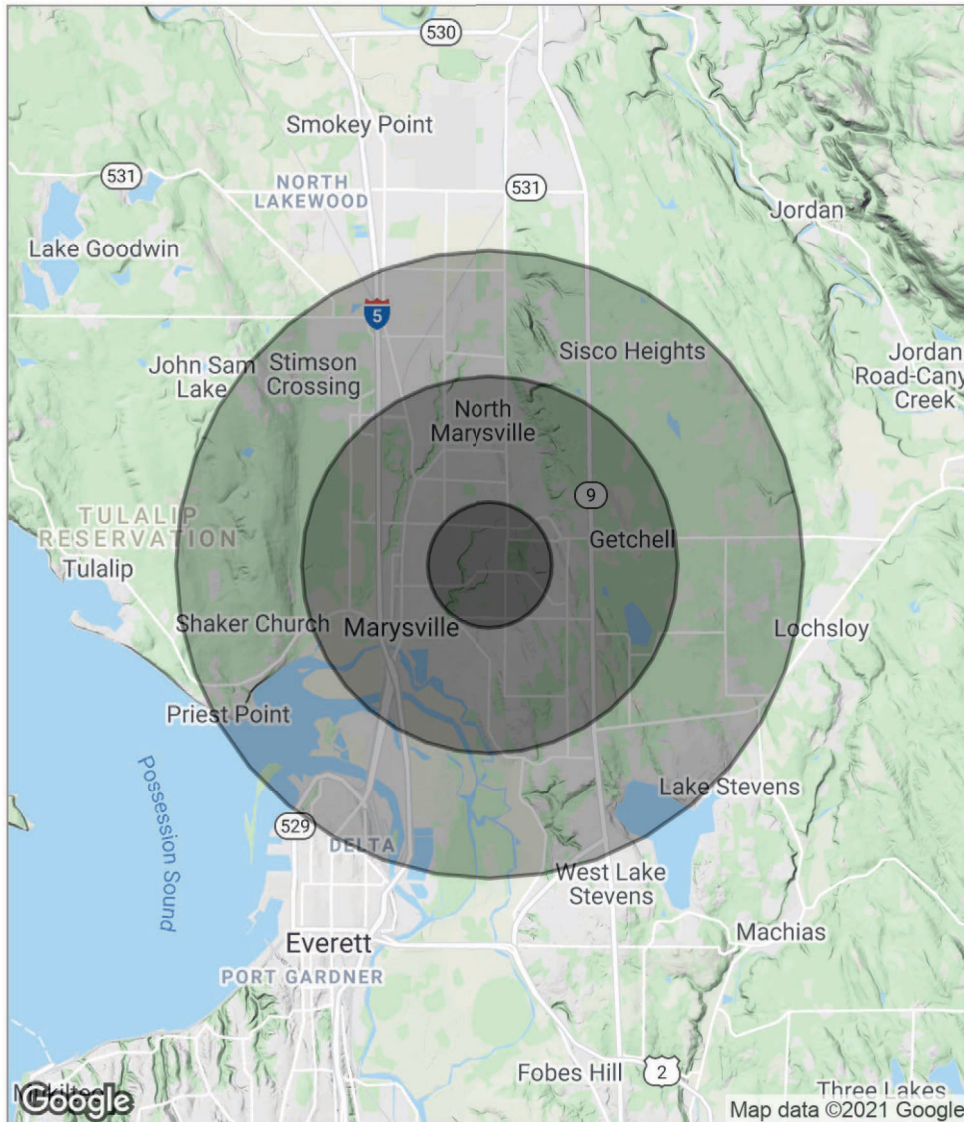 530
Smokey Point
531
NORTH
LAKEWOOD
531
Jordan
Lake Goodwin
5
John Sam
Lake
Stimson
Crossing
Sisco Heights
Jordan
Road-Cany
Creek
North
Marysville
9
TULALIP
RESERVATION
Tulalip
Getchell
Shaker Church
Marysville
Lochsloy
Priest Point
Possession Sound
Lake Stevens
529
DELTA
West Lake
Stevens
Everett
Machias
PORT GARDNER
Fobes Hill
2
Three Lakes
Google
Map data ©2021 Google